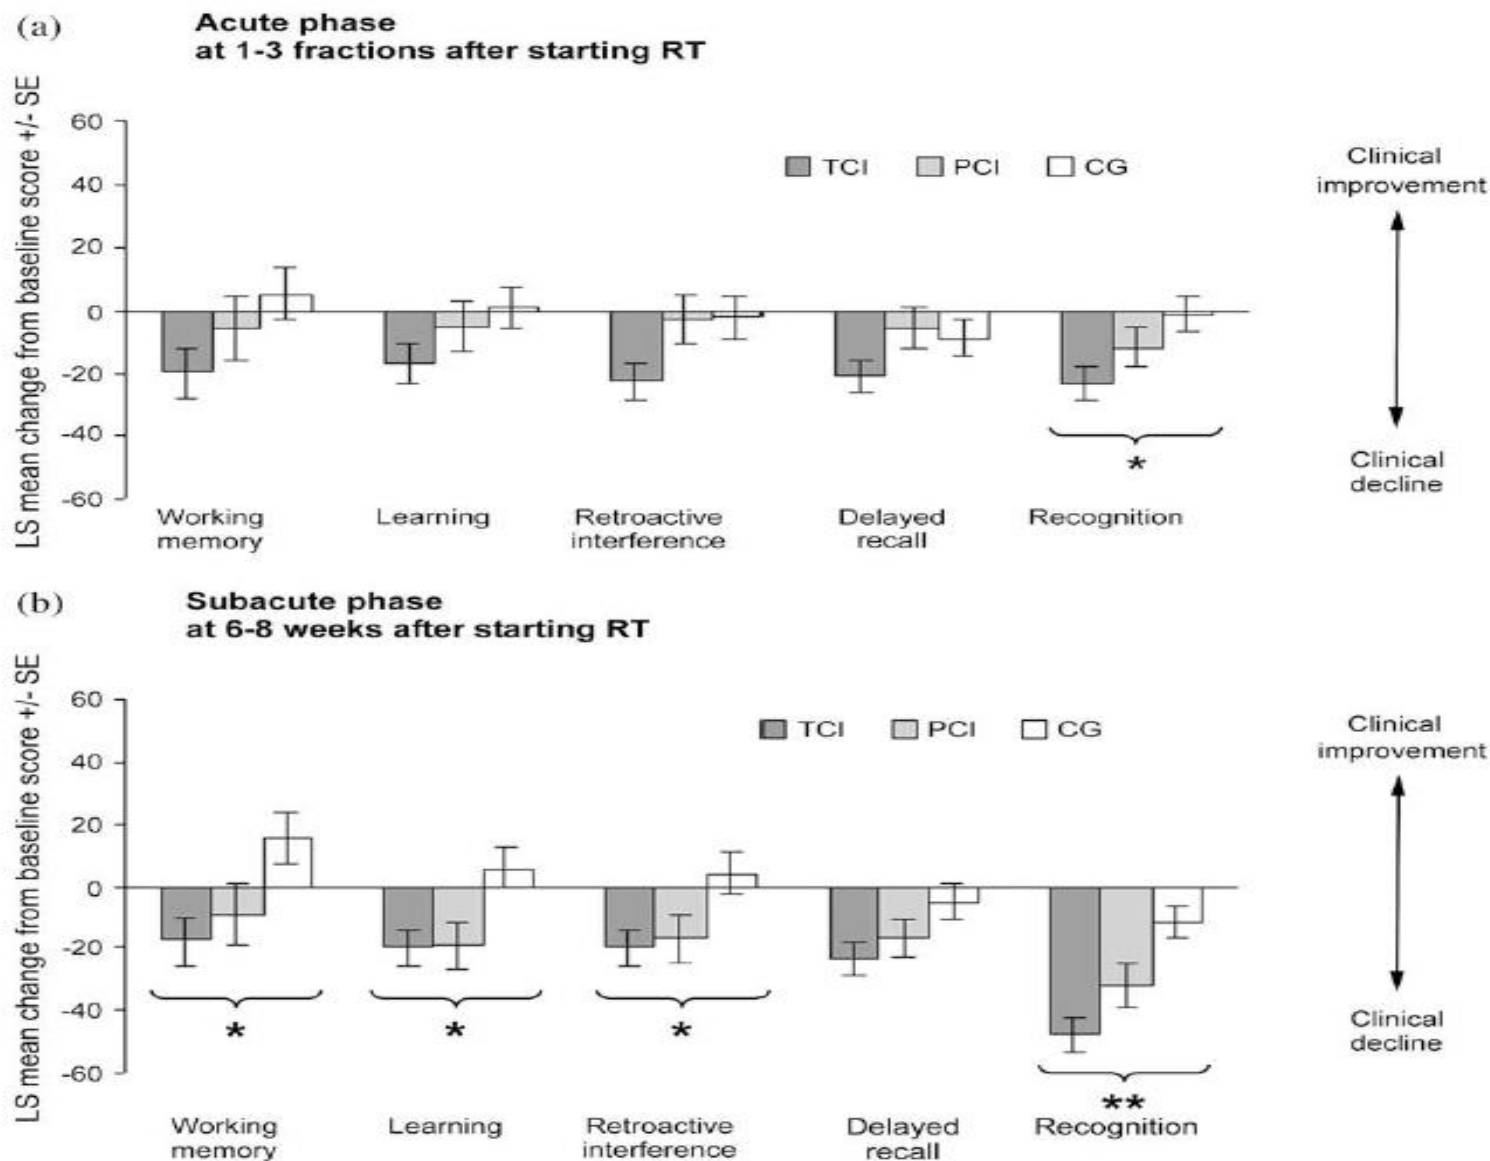 (a)
Acute phase
at 1-3 fractions after starting RT
LS mean change from baseline score +/- SE
60
40
20
0
-20
-40
-60
TCI
PCI
CG
Clinical
improvement
Clinical
decline
*
Working
memory
Learning
Retroactive
interference
Delayed
recall
Recognition
(b)
Subacute phase
at 6-8 weeks after starting RT
LS mean change from baseline score +/- SE
60
40
20
0
-20
-40
-60
TCI
PCI
CG
Clinical
improvement
Clinical
decline
*
*
*
**
Working
memory
Learning
Retroactive
interference
Delayed
recall
Recognition